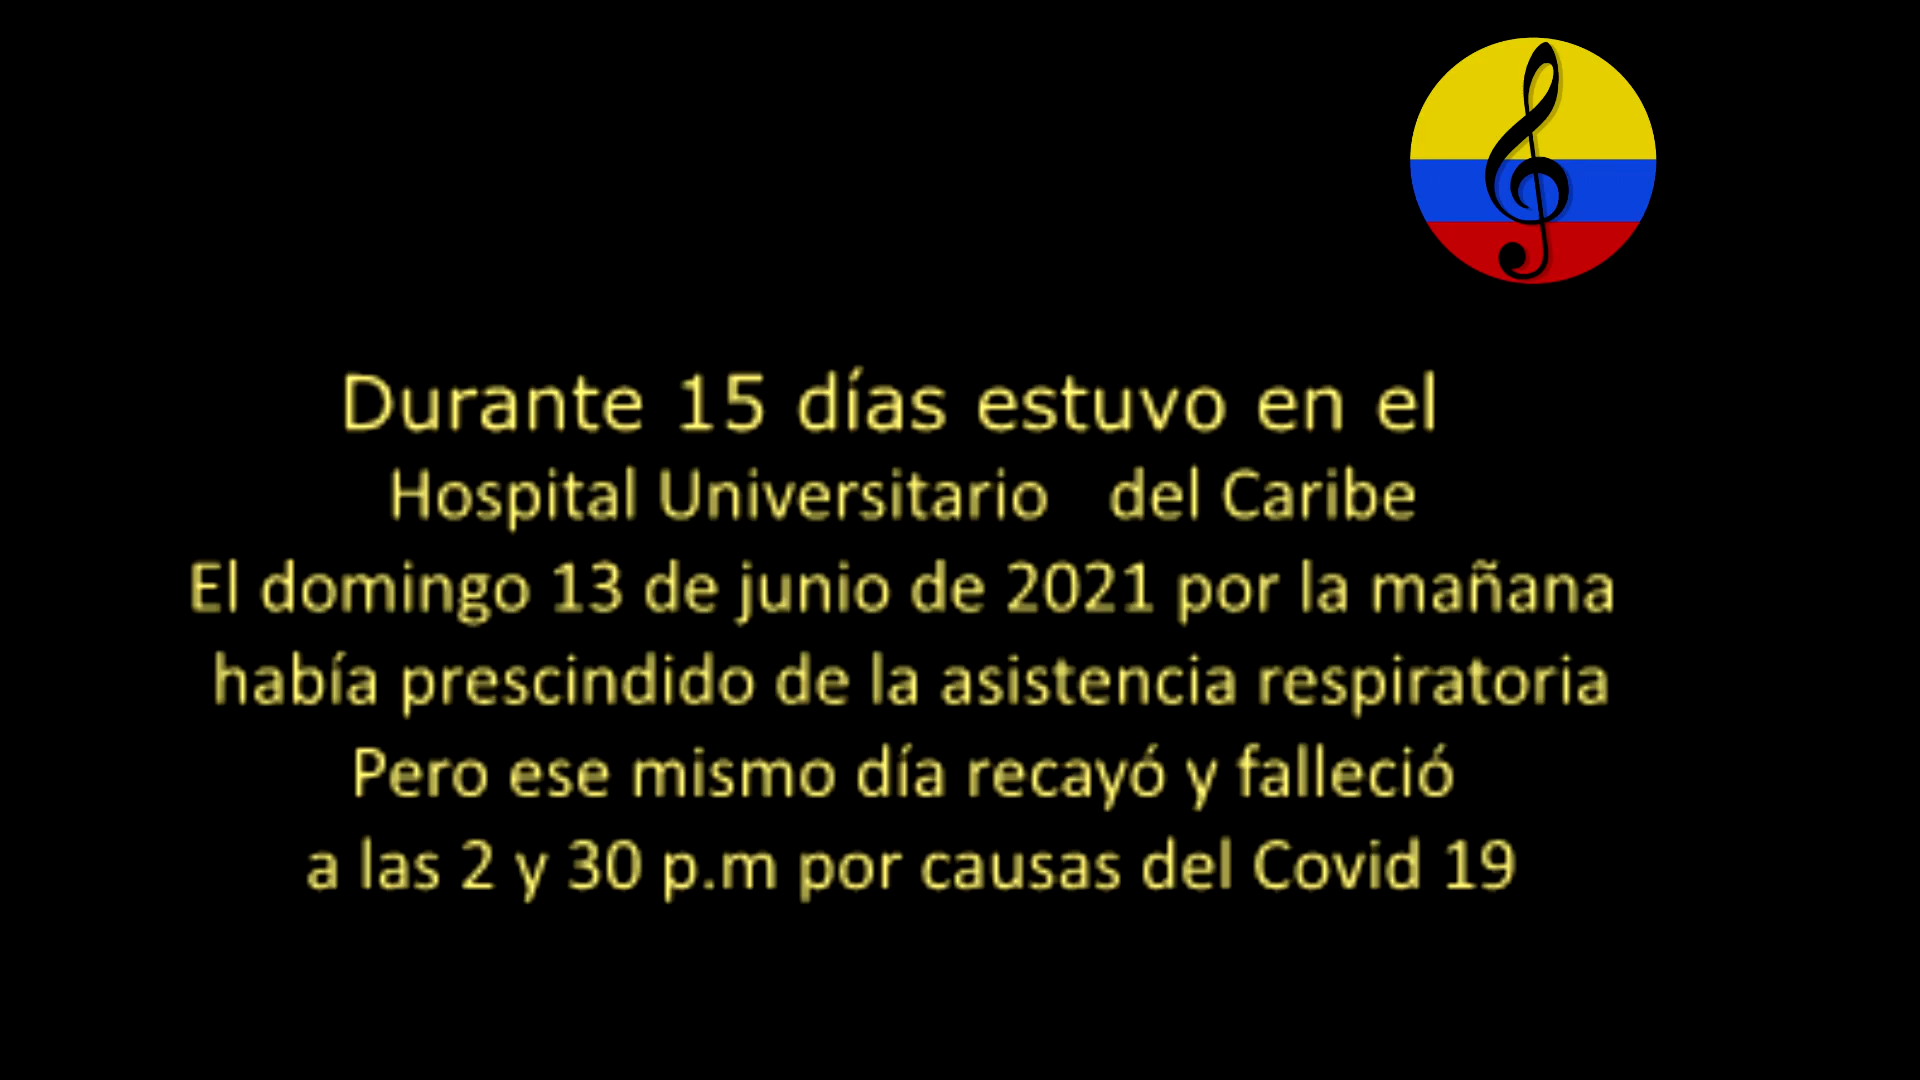 Durante 15 días estuvo en el
Hospital Universitario del Caribe
El domingo 13 de junio de 2021 por la mañana
había prescindido de la asistencia respiratoria
Pero ese mismo día recayó y falleció
a las 2 y 30 p.m por causas del Covid 19